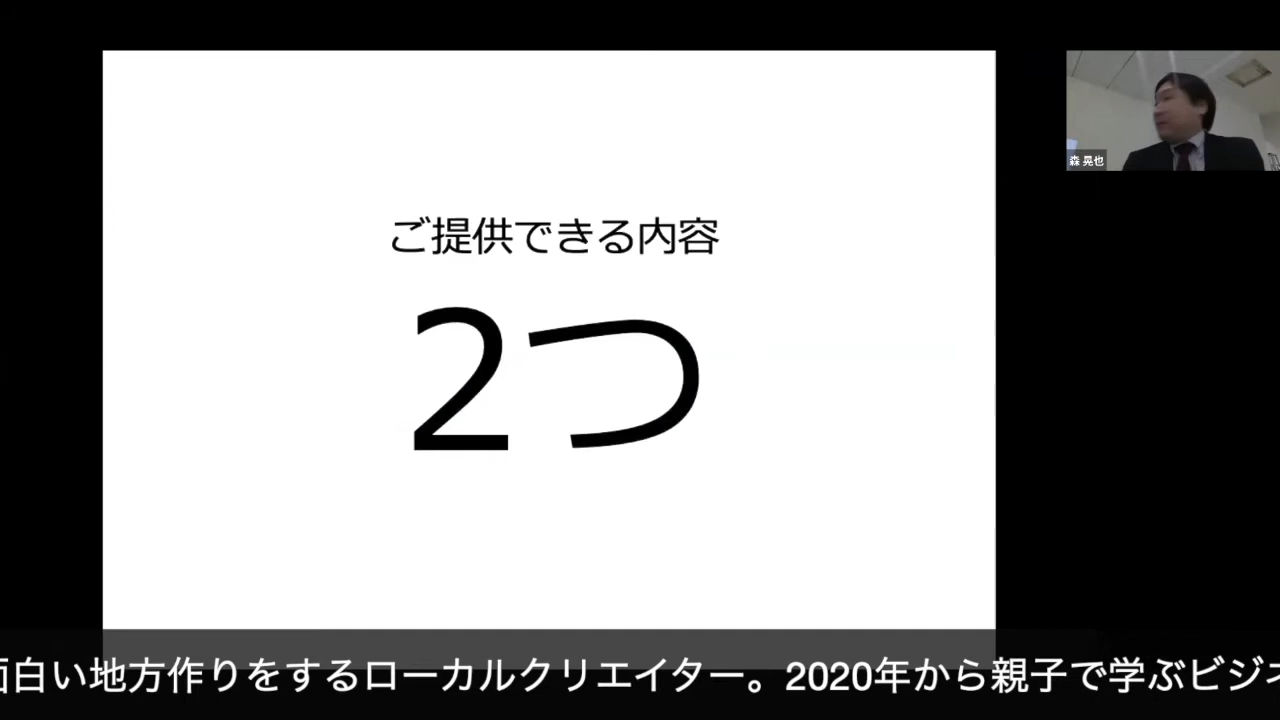 ご提供できる内容
2つ
森 晃也
面白い地方作りをするローカルクリエイター。2020年から親子で学ぶビジネ